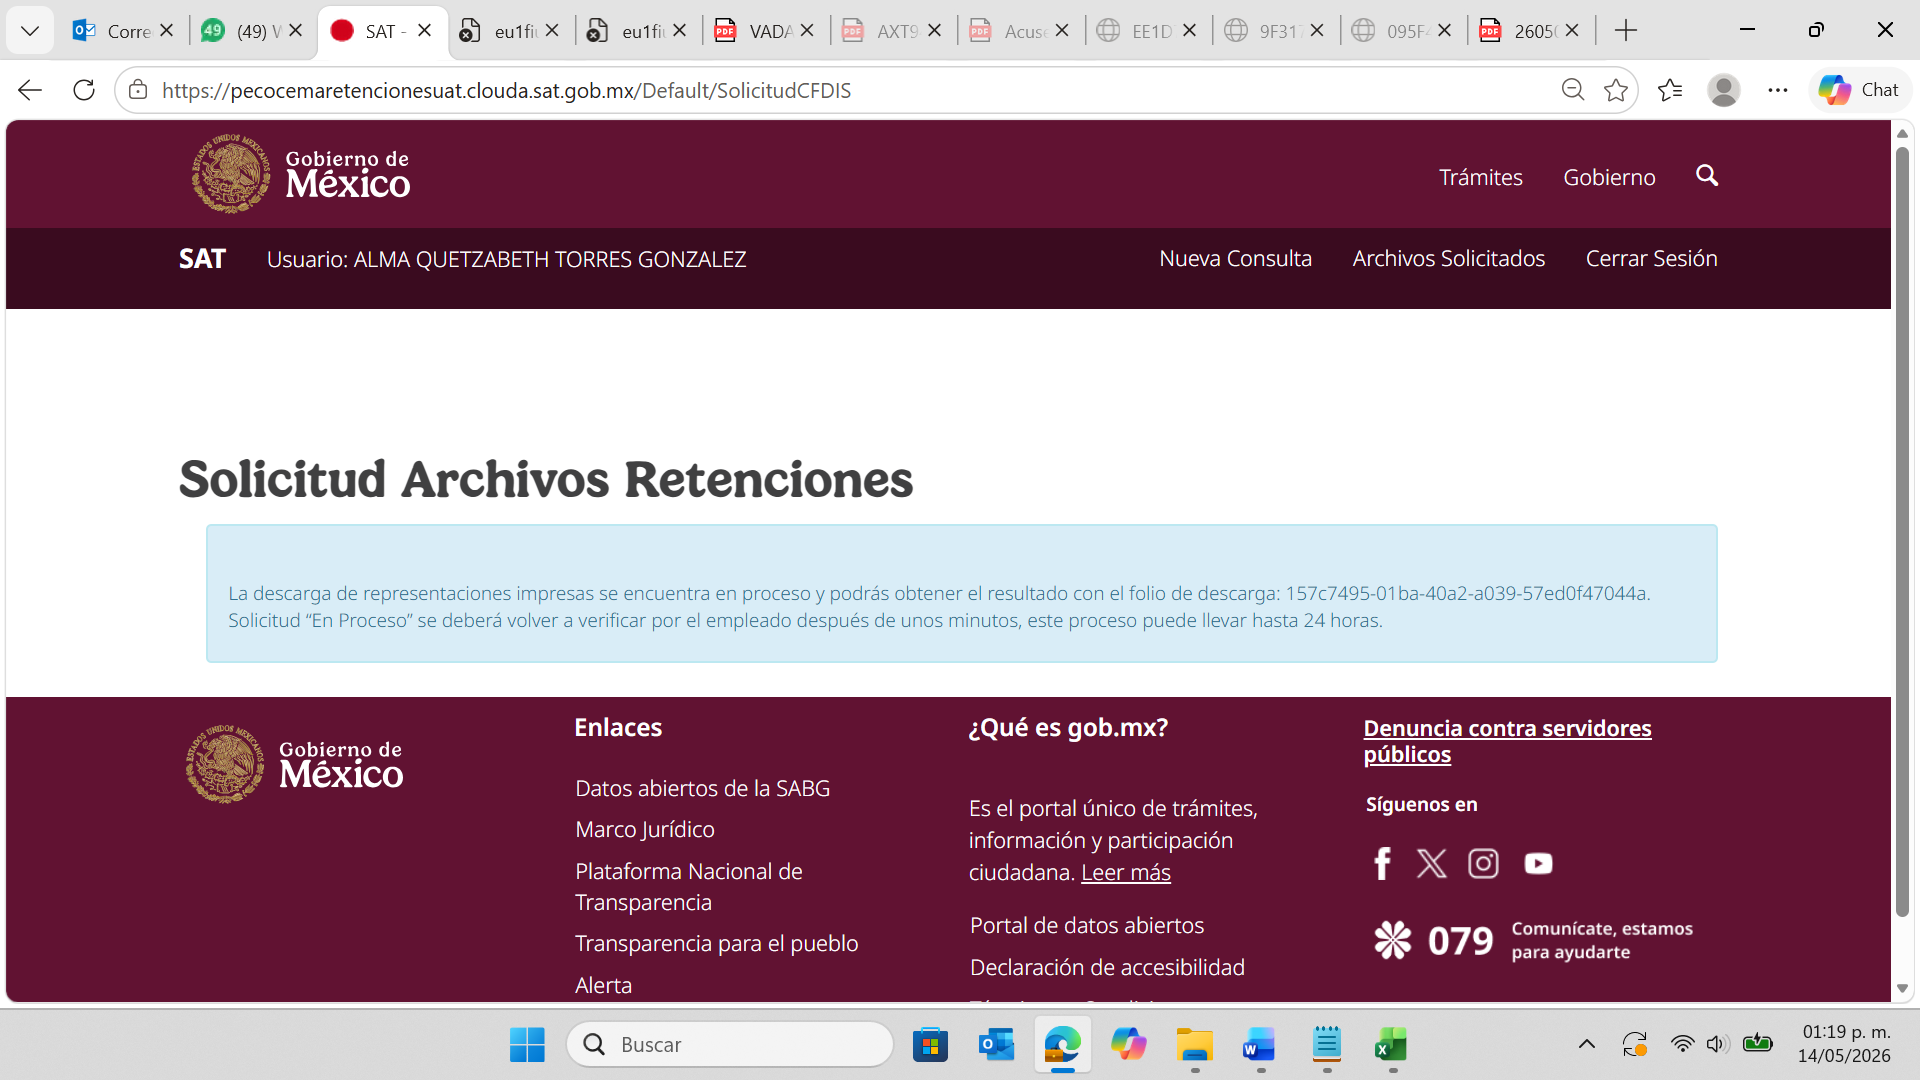 Corre
(49) W
SAT -
eu1fi
eu1fi
VADA
AXT9
Acuse
EE1D
9F317
095F4
2605
https://pecocemaretencionesuat.clouda.sat.gob.mx/Default/SolicitudCFDIS
Chat
Gobierno de
México
Trámites
Gobierno
SAT
Usuario: ALMA QUETZABETH TORRES GONZALEZ
Nueva Consulta
Archivos Solicitados
Cerrar Sesión
Solicitud Archivos Retenciones
La descarga de representaciones impresas se encuentra en proceso y podrás obtener el resultado con el folio de descarga: 157c7495-01ba-40a2-a039-57ed0f47044a.
Solicitud “En Proceso” se deberá volver a verificar por el empleado después de unos minutos, este proceso puede llevar hasta 24 horas.
Gobierno de
México
Enlaces
Datos abiertos de la SABG
Marco Jurídico
Plataforma Nacional de
Transparencia
Transparencia para el pueblo
Alerta
¿Qué es gob.mx?
Es el portal único de trámites,
información y participación
ciudadana. Leer más
Portal de datos abiertos
Declaración de accesibilidad
Denuncia contra servidores
públicos
Síguenos en
079
Comunícate, estamos
para ayudarte
Buscar
01:19 p. m.
14/05/2026